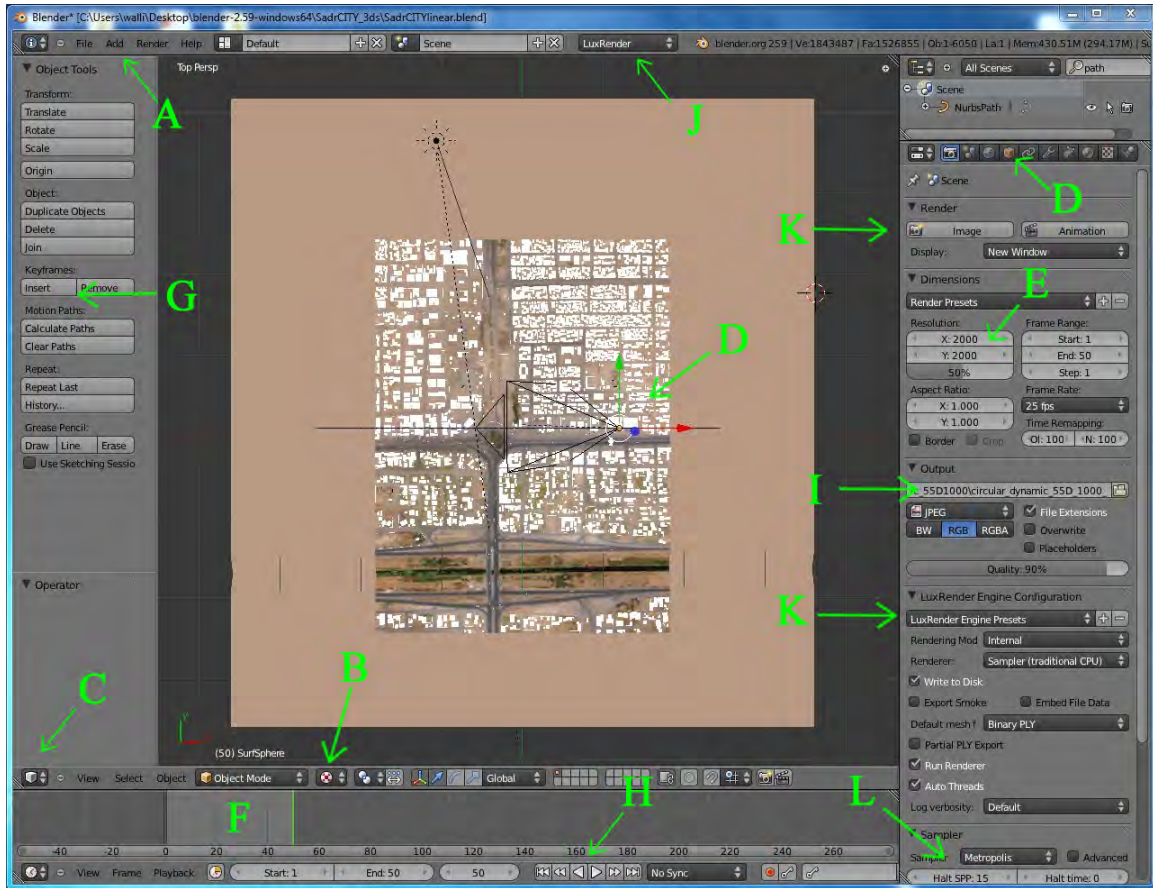 Blender* [C:\Users\walli\Desktop\blender-2.59-windows64\SadrCITY_3ds\SadrCITYlinear.blend]
File Add Render Help Default Scene LuxRender blender.org 259 | Ve:1843487 | Fa:1526855 | Ob:1-6050 | La:1 | Mem:430.51M (294.17M) |
A
J
Object Tools
Transform:
Translate
Rotate
Scale
Origin
Object:
Duplicate Objects
Delete
Join
Keyframes:
Insert Remove
G
Motion Paths:
Calculate Paths
Clear Paths
Repeat:
Repeat Last
History...
Grease Pencil:
Draw Line Erase
Use Sketching Sessio
Operator
C
Top Persp
D
B
(50) SurfSphere
View Select Object Object Mode Global
F
H
-40 -20 0 20 40 60 80 100 120 140 160 180 200 220 240 260
View Frame Playback Start: 1 End: 50 50 No Sync
All Scenes path
Scene
NurbsPath
D
Scene
Render
K
Image Animation
Display: New Window
Dimensions
E
Render Presets
Resolution: Frame Range:
X: 2000 Start: 1
Y: 2000 End: 50
50% Step: 1
Aspect Ratio: Frame Rate:
X: 1.000 25 fps
Y: 1.000 Time Remapping:
Border Crop Ol: 100 N: 100
Output
I
c_55D1000\circular_dynamic_55D_1000_
JPEG File Extensions
BW RGB RGBA Overwrite
Placeholders
Quality: 90%
LuxRender Engine Configuration
K
LuxRender Engine Presets
Rendering Mod Internal
Renderer: Sampler (traditional CPU)
Write to Disk
Export Smoke Embed File Data
Default mesh f Binary PLY
Partial PLY Export
Run Renderer
Auto Threads
L
Log verbosity: Default
Sampler
Sampler Metropolis Advanced
Halt SPP: 15 Halt time: 0